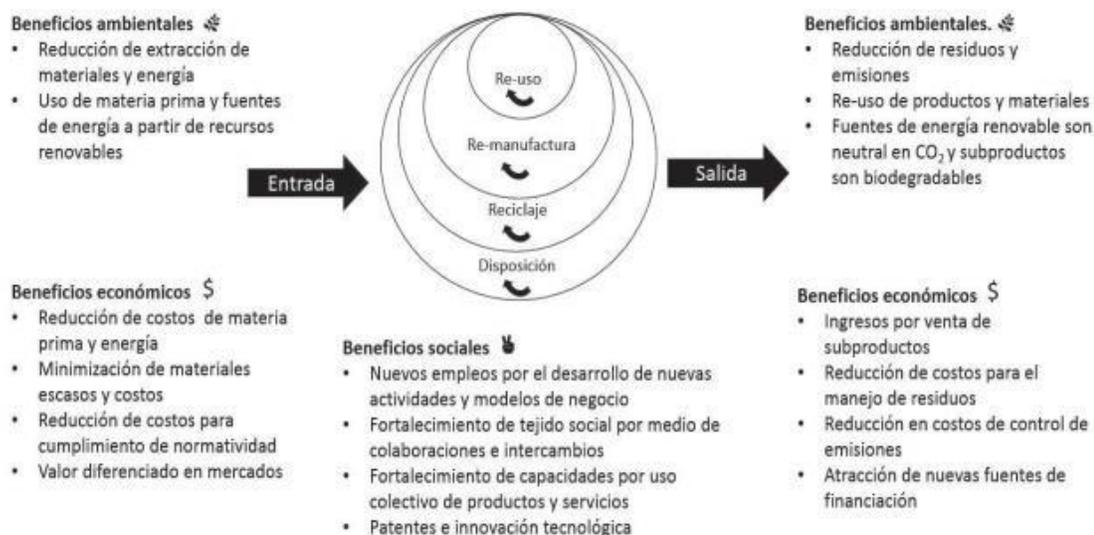 Beneficios ambientales
• Reducción de extracción de
materiales y energía
• Uso de materia prima y fuentes
de energía a partir de recursos
renovables
Entrada
Beneficios económicos $
• Reducción de costos de materia
prima y energía
• Minimización de materiales
escasos y costos
• Reducción de costos para
cumplimiento de normatividad
• Valor diferenciado en mercados
Re-uso
Re-manufactura
Reciclaje
Disposición
Beneficios sociales
• Nuevos empleos por el desarrollo de nuevas
actividades y modelos de negocio
• Fortalecimiento de tejido social por medio de
colaboraciones e intercambios
• Fortalecimiento de capacidades por uso
colectivo de productos y servicios
• Patentes e innovación tecnológica
Beneficios ambientales.
• Reducción de residuos y
emisiones
• Re-uso de productos y materiales
• Fuentes de energía renovable son
neutral en CO₂ y subproductos
son biodegradables
Salida
Beneficios económicos $
• Ingresos por venta de
subproductos
• Reducción de costos para el
manejo de residuos
• Reducción en costos de control de
emisiones
• Atracción de nuevas fuentes de
financiación